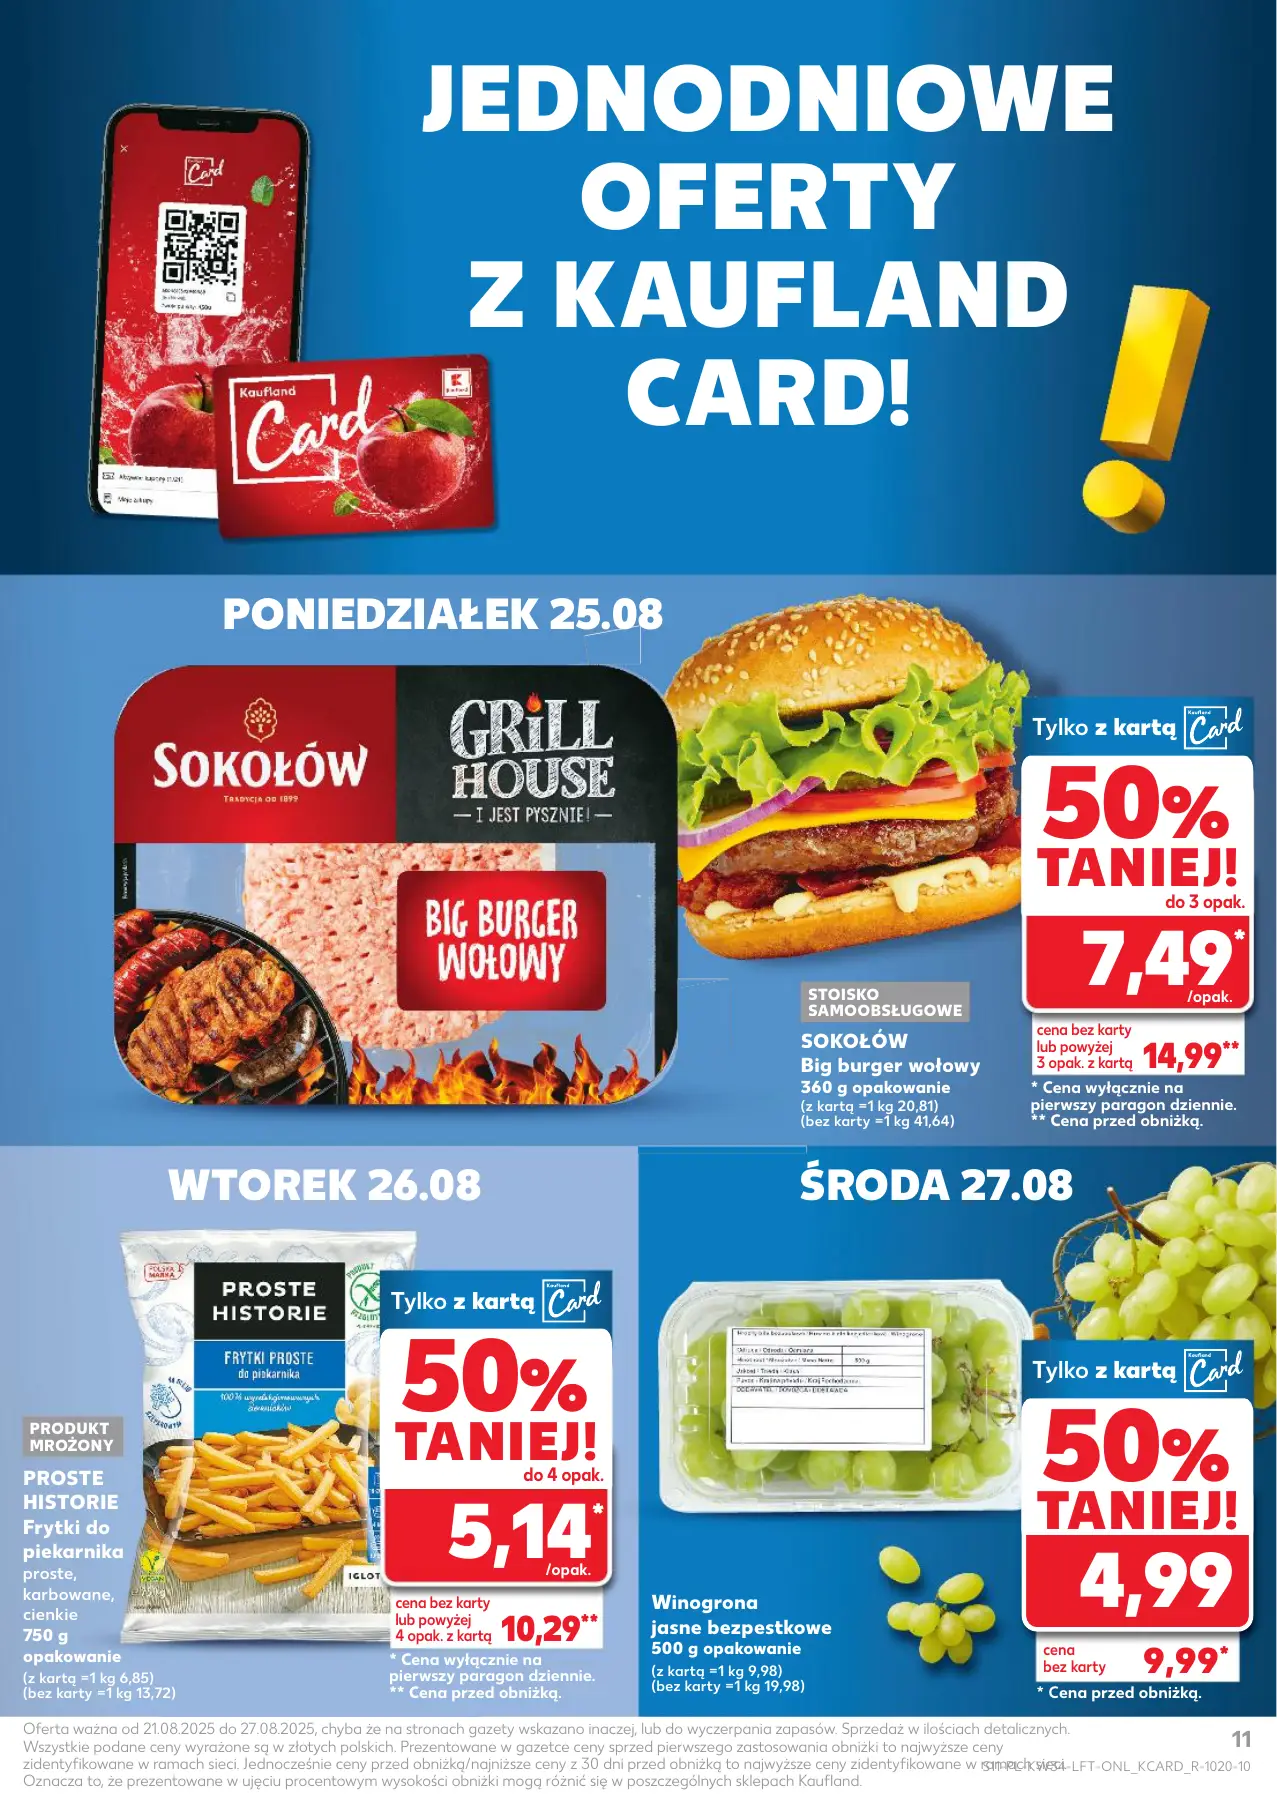 JEDNODNIOWE
OFERTY
Z KAUFLAND
CARD!
Kaufland
Card
Aktywne kupony
Moje zakupy
PONIEDZIAŁEK 25.08
SOKOŁÓW
TRADYCJA OD 1899
GRILL
HOUSE
— I JEST PYSZNIE! —
BIG BURGER
WOŁOWY
Tylko z kartą Kaufland Card
50%
TANIEJ!
do 3 opak.
7,49*
/opak.
STOISKO
SAMOOBSŁUGOWE
SOKOŁÓW
Big burger wołowy
360 g opakowanie
(z kartą =1 kg 20,81)
(bez karty =1 kg 41,64)
cena bez karty
lub powyżej
3 opak. z kartą
14,99**
* Cena wyłącznie na
pierwszy paragon dziennie.
** Cena przed obniżką.
WTOREK 26.08
POLSKA
MARKA
PROSTE
HISTORIE
FRYTKI PROSTE
do piekarnika
100% wyselekcjonowanych
ziemniaków
VEGAN
750g
IGLOT
PRODUKT
MROŻONY
PROSTE
HISTORIE
Frytki do
piekarnika
proste,
karbowane,
cienkie
750 g
opakowanie
(z kartą =1 kg 6,85)
(bez karty =1 kg 13,72)
Tylko z kartą Kaufland Card
50%
TANIEJ!
do 4 opak.
5,14*
/opak.
cena bez karty
lub powyżej
4 opak. z kartą
10,29**
* Cena wyłącznie na
pierwszy paragon dziennie.
** Cena przed obniżką.
ŚRODA 27.08
Tylko z kartą Kaufland Card
50%
TANIEJ!
4,99
Winogrona
jasne bezpestkowe
500 g opakowanie
(z kartą =1 kg 9,98)
(bez karty =1 kg 19,98)
cena
bez karty
9,99*
* Cena przed obniżką.
Oferta ważna od 21.08.2025 do 27.08.2025, chyba że na stronach gazety wskazano inaczej, lub do wyczerpania zapasów. Sprzedaż w ilościach detalicznych.
Wszystkie podane ceny wyrażone są w złotych polskich. Prezentowane w gazetce ceny sprzed pierwszego zastosowania obniżki to najwyższe ceny
zidentyfikowane w ramach sieci. Jednocześnie ceny przed obniżką/najniższe ceny z 30 dni przed obniżką to najwyższe ceny zidentyfikowane w ramach sieci.
Oznacza to, że prezentowane w ujęciu procentowym wysokości obniżki mogą różnić się w poszczególnych sklepach Kaufland.
11
S11-PL-KW34-LFT-ONL_KCARD_R-1020-10